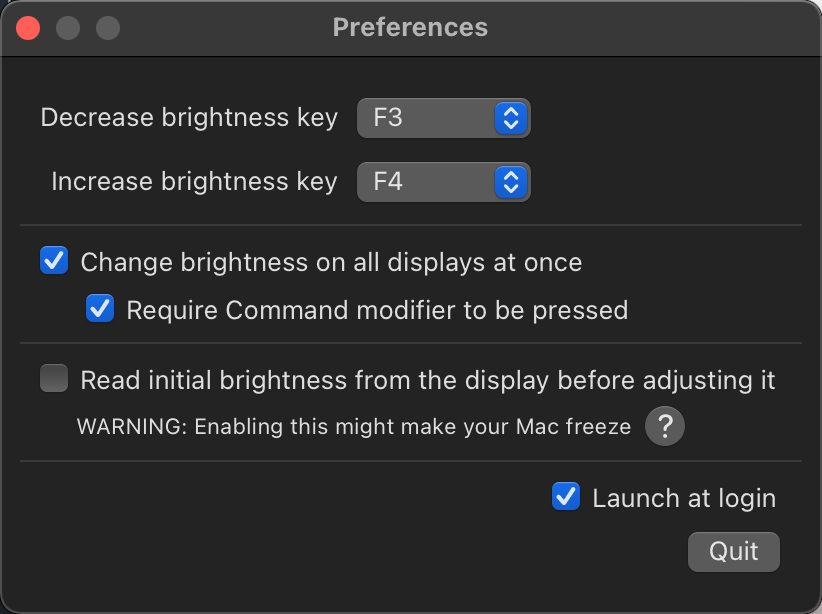 Preferences
Decrease brightness key F3
Increase brightness key F4
Change brightness on all displays at once
Require Command modifier to be pressed
Read initial brightness from the display before adjusting it
WARNING: Enabling this might make your Mac freeze ?
Launch at login
Quit